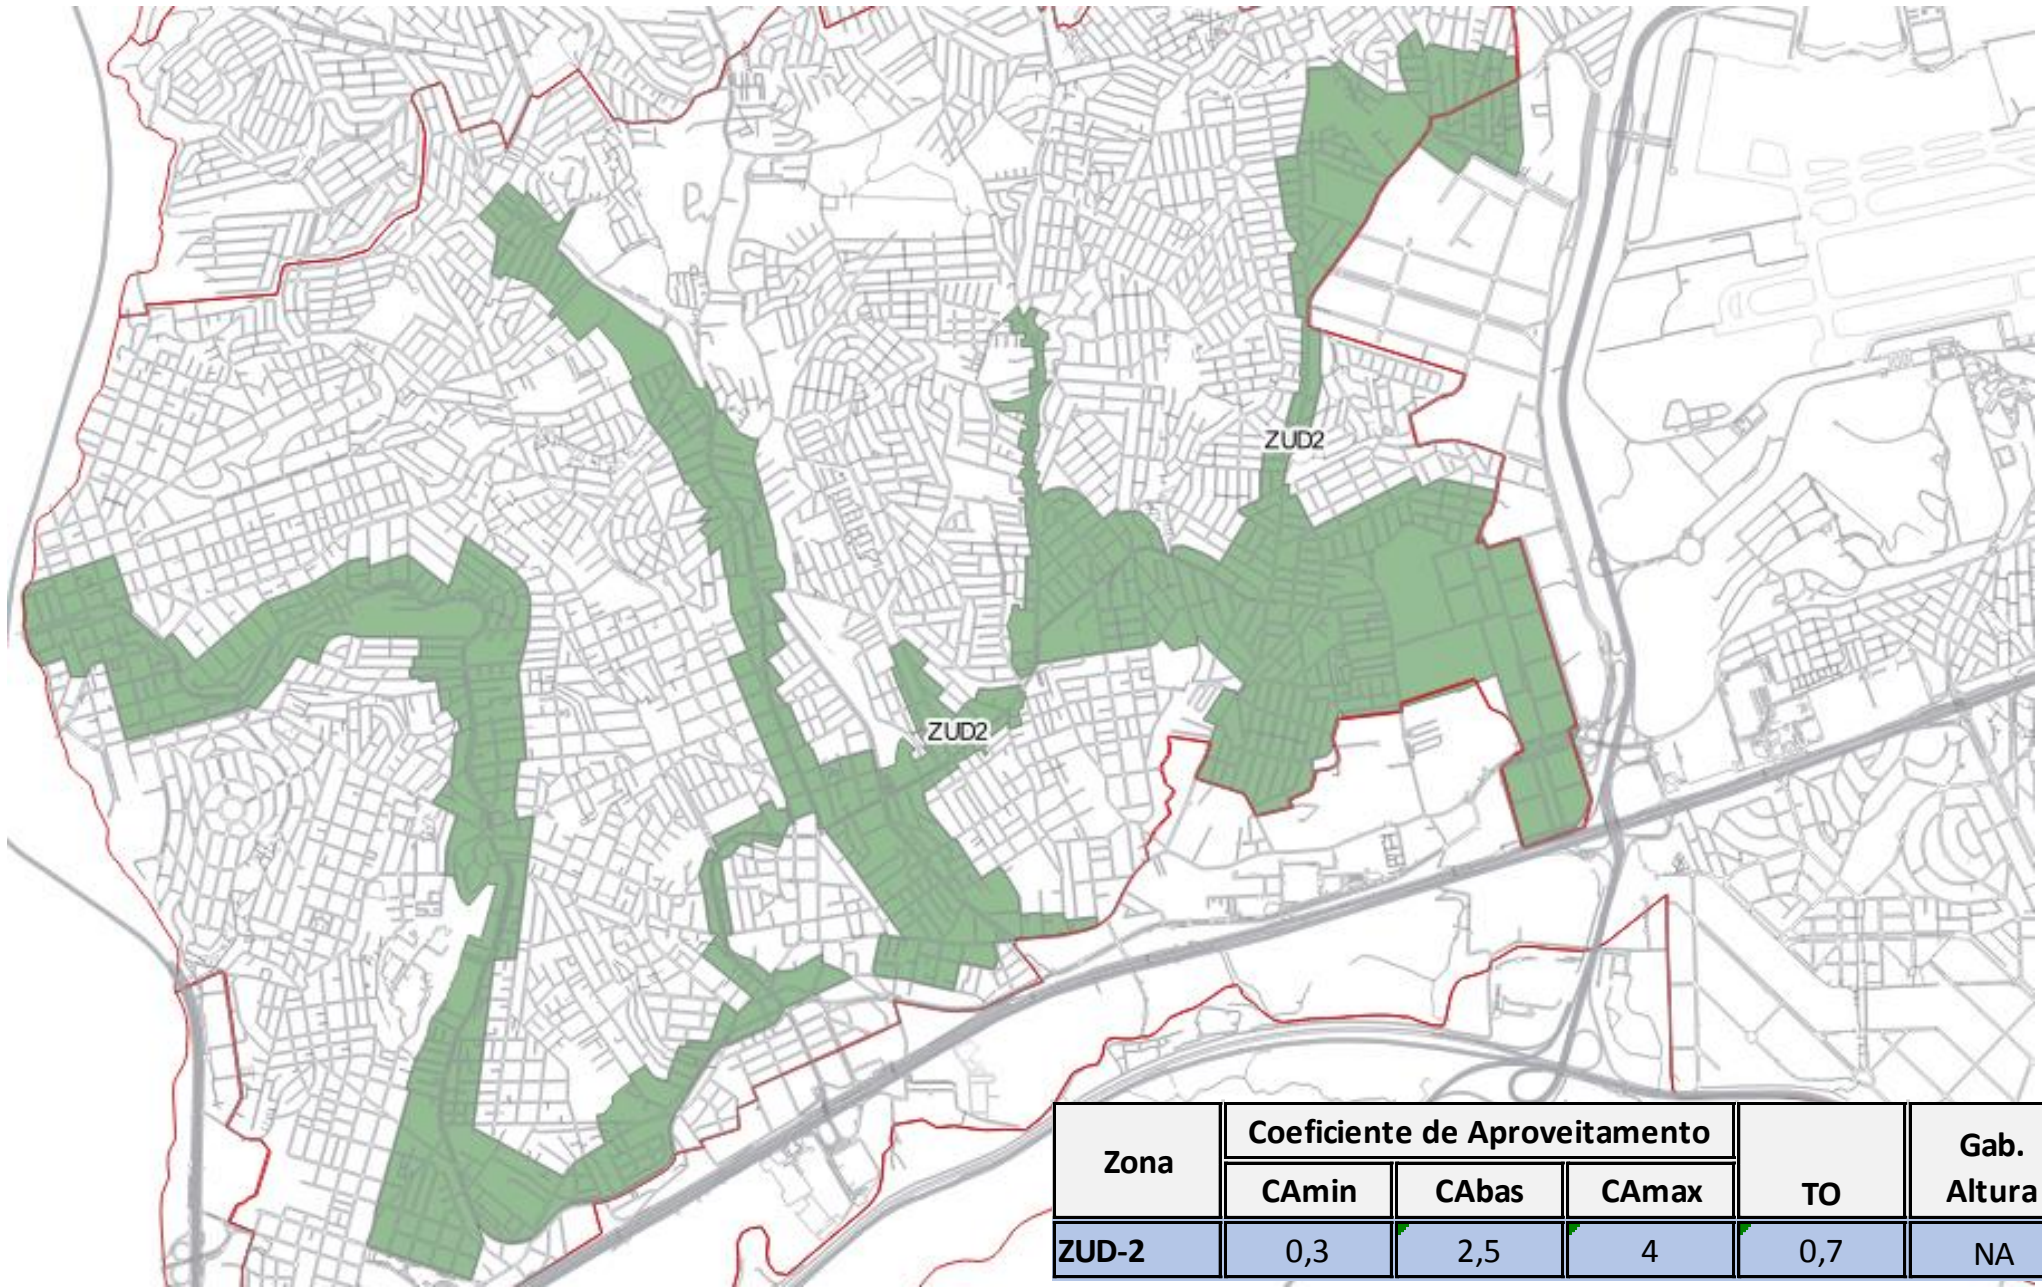 ZUD2
ZUD2
Zona
Coeficiente de Aproveitamento
CAmin CAbas CAmax
TO
Gab.
Altura
ZUD-2 0,3 2,5 4 0,7 NA